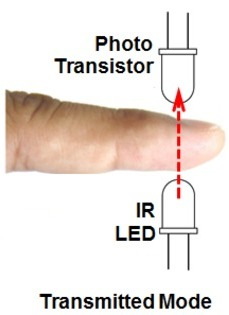 Photo
Transistor
IR
LED
Transmitted Mode